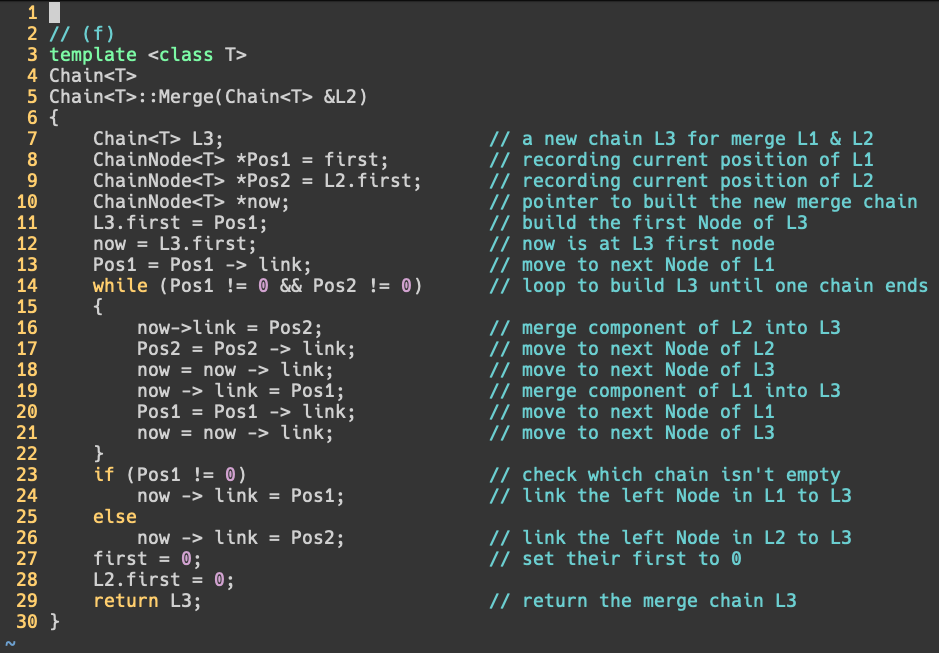 1
2 // (f)
3 template <class T>
4 Chain<T>
5 Chain<T>::Merge(Chain<T> &L2)
6 {
7     Chain<T> L3;                        // a new chain L3 for merge L1 & L2
8     ChainNode<T> *Pos1 = first;         // recording current position of L1
9     ChainNode<T> *Pos2 = L2.first;      // recording current position of L2
10     ChainNode<T> *now;                  // pointer to built the new merge chain
11     L3.first = Pos1;                    // build the first Node of L3
12     now = L3.first;                     // now is at L3 first node
13     Pos1 = Pos1 -> link;                // move to next Node of L1
14     while (Pos1 != 0 && Pos2 != 0)      // loop to build L3 until one chain ends
15     {
16         now->link = Pos2;               // merge component of L2 into L3
17         Pos2 = Pos2 -> link;            // move to next Node of L2
18         now = now -> link;              // move to next Node of L3
19         now -> link = Pos1;             // merge component of L1 into L3
20         Pos1 = Pos1 -> link;            // move to next Node of L1
21         now = now -> link;              // move to next Node of L3
22     }
23     if (Pos1 != 0)                      // check which chain isn't empty
24         now -> link = Pos1;             // link the left Node in L1 to L3
25     else
26         now -> link = Pos2;             // link the left Node in L2 to L3
27     first = 0;                          // set their first to 0
28     L2.first = 0;
29     return L3;                          // return the merge chain L3
30 }
~